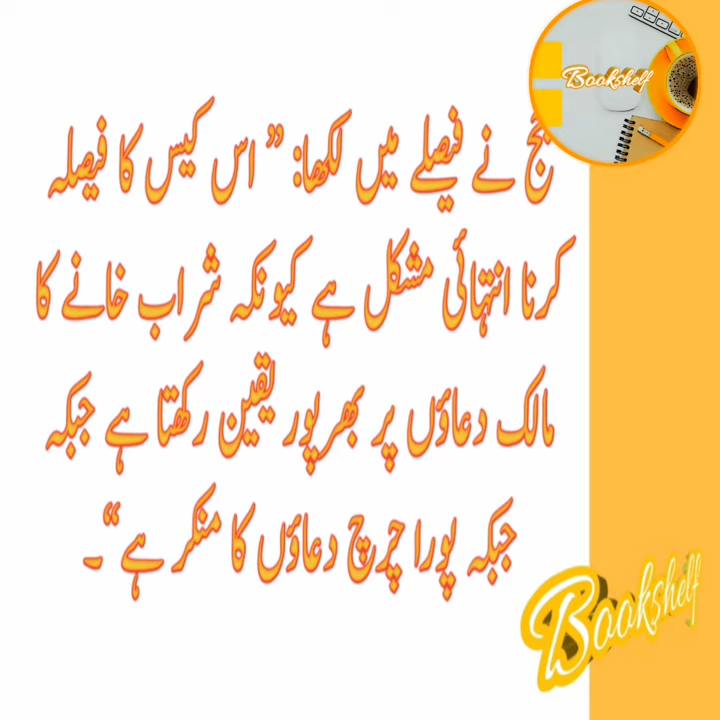 Bookshelf
جج نے فیصلے میں لکھا: ” اس کیس کا فیصلہ
کرنا انتہائی مشکل ہے کیونکہ شراب خانے کا
مالک دعاؤں پر بھرپور یقین رکھتا ہے جبکہ
جبکہ پورا چرچ دعاؤں کا منکر ہے“۔
Bookshelf